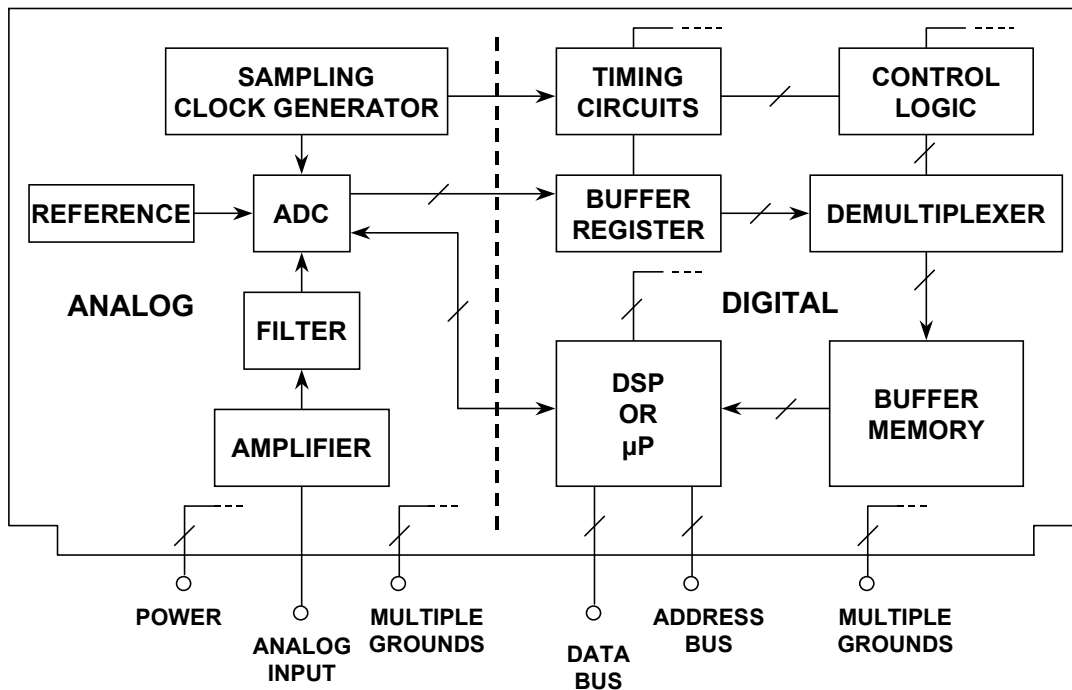 SAMPLING
CLOCK GENERATOR
TIMING
CIRCUITS
CONTROL
LOGIC
REFERENCE
ADC
BUFFER
REGISTER
DEMULTIPLEXER
ANALOG
DIGITAL
FILTER
DSP
OR
µP
BUFFER
MEMORY
AMPLIFIER
POWER
ANALOG
INPUT
MULTIPLE
GROUNDS
DATA
BUS
ADDRESS
BUS
MULTIPLE
GROUNDS